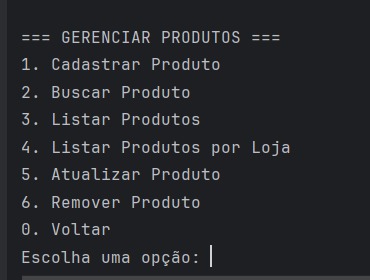 === GERENCIAR PRODUTOS ===
1. Cadastrar Produto
2. Buscar Produto
3. Listar Produtos
4. Listar Produtos por Loja
5. Atualizar Produto
6. Remover Produto
0. Voltar
Escolha uma opção: